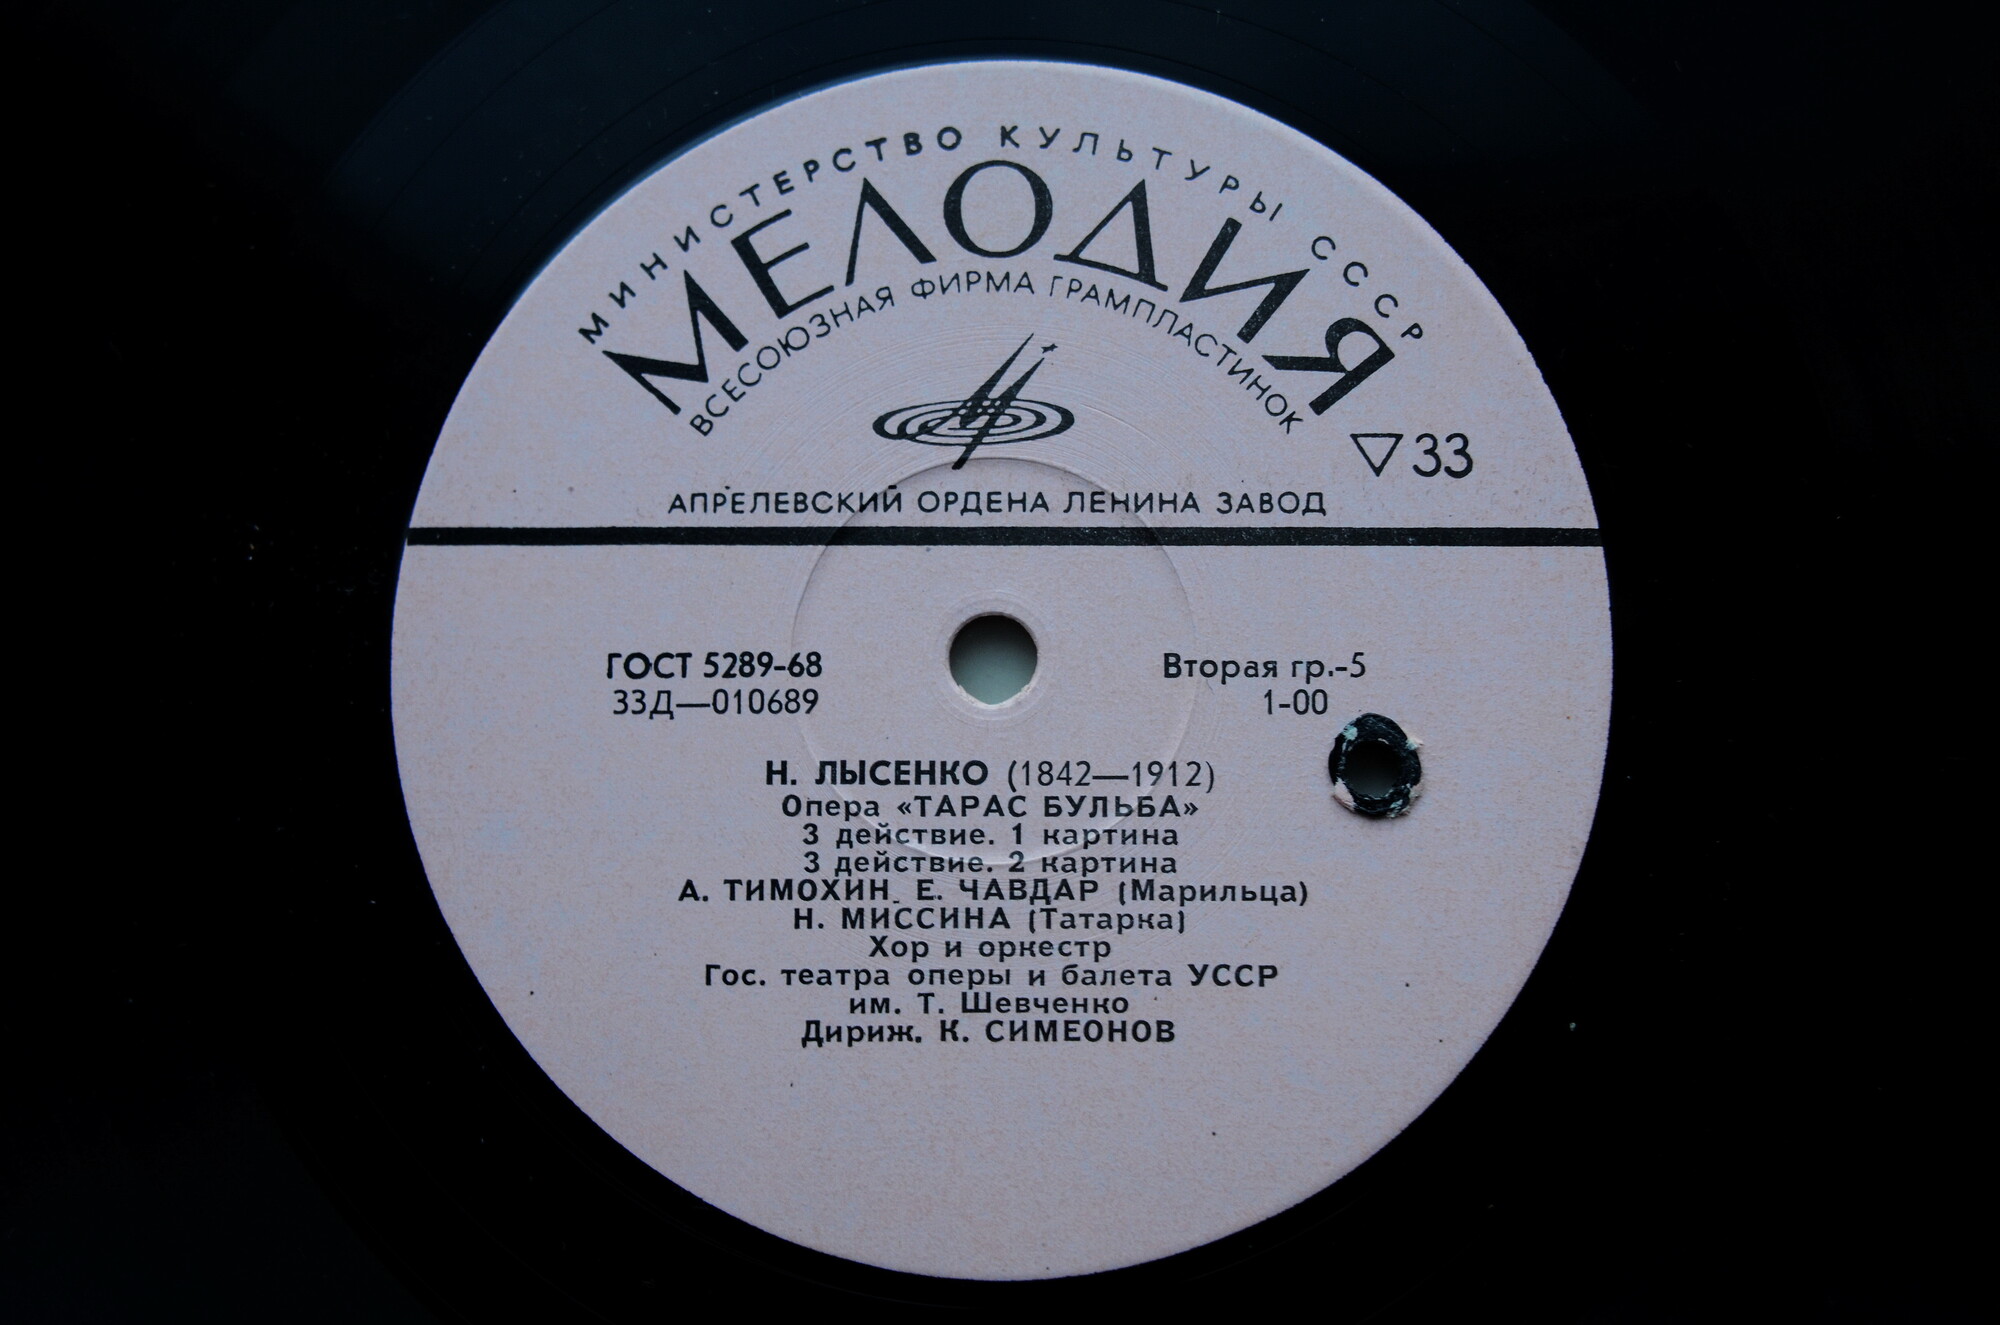 МИНИСТЕРСТВО КУЛЬТУРЫ СССР
МЕЛОДИЯ
ВСЕСОЮЗНАЯ ФИРМА ГРАМПЛАСТИНОК
▽33
АПРЕЛЕВСКИЙ ОРДЕНА ЛЕНИНА ЗАВОД
ГОСТ 5289-68
33Д—010689
Вторая гр.-5
1-00
Н. ЛЫСЕНКО (1842—1912)
Опера «ТАРАС БУЛЬБА»
3 действие. 1 картина
3 действие. 2 картина
А. ТИМОХИН, Е. ЧАВДАР (Марильца)
Н. МИССИНА (Татарка)
Хор и оркестр
Гос. театра оперы и балета УССР
им. Т. Шевченко
Дириж. К. СИМЕОНОВ